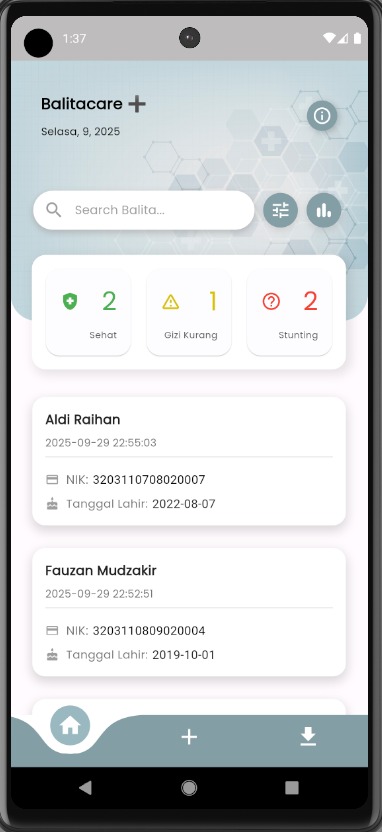 1:37
Balitacare
Selasa, 9, 2025
Search Balita...
2 1 2
Sehat Gizi Kurang Stunting
Aldi Raihan
2025-09-29 22:55:03
NIK: 3203110708020007
Tanggal Lahir: 2022-08-07
Fauzan Mudzakir
2025-09-29 22:52:51
NIK: 3203110809020004
Tanggal Lahir: 2019-10-01